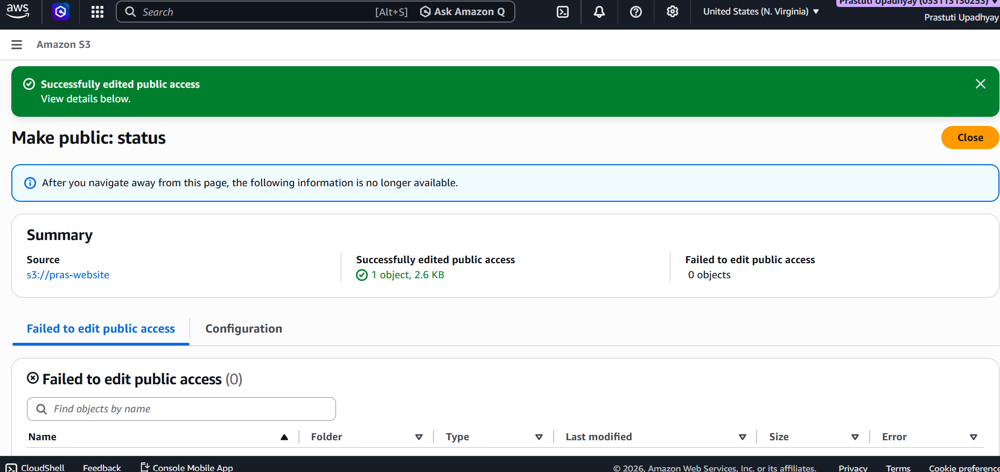 aws
Search [Alt+S] Ask Amazon Q United States (N. Virginia) Prastuti Upadhyay (033113130253)
Prastuti Upadhyay
Amazon S3
Successfully edited public access
View details below.
Make public: status Close
After you navigate away from this page, the following information is no longer available.
Summary
Source Successfully edited public access Failed to edit public access
s3://pras-website 1 object, 2.6 KB 0 objects
Failed to edit public access Configuration
Failed to edit public access (0)
Find objects by name
Name Folder Type Last modified Size Error
CloudShell Feedback Console Mobile App © 2026, Amazon Web Services, Inc. or its affiliates. Privacy Terms Cookie preference